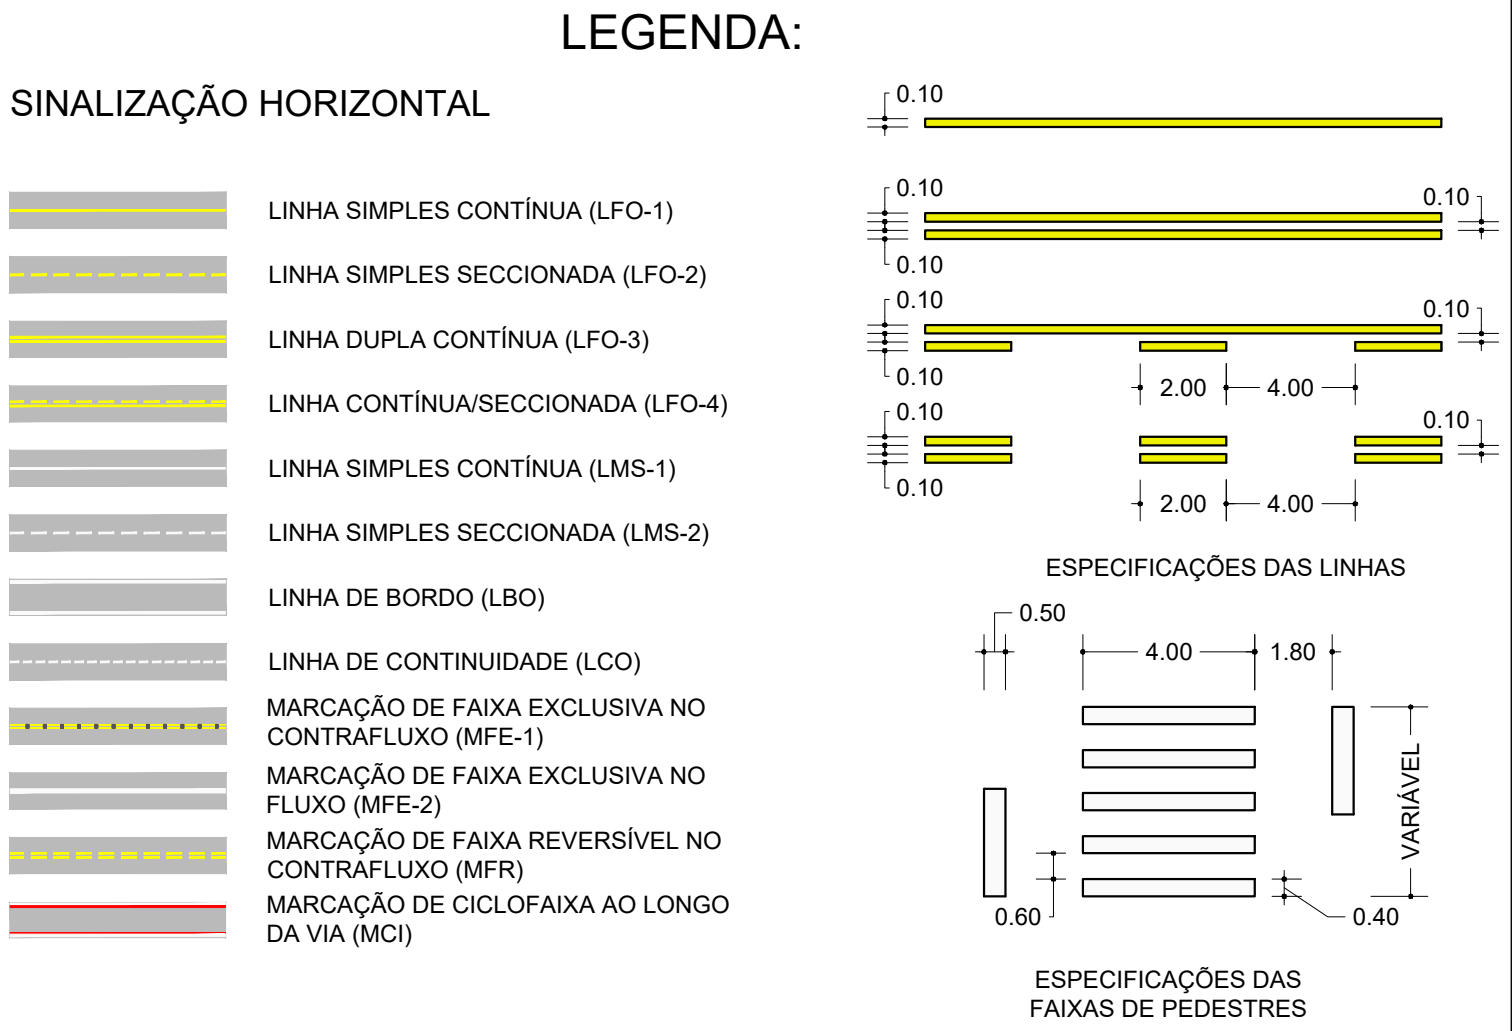 LEGENDA:
SINALIZAÇÃO HORIZONTAL
LINHA SIMPLES CONTÍNUA (LFO-1)
LINHA SIMPLES SECCIONADA (LFO-2)
LINHA DUPLA CONTÍNUA (LFO-3)
LINHA CONTÍNUA/SECCIONADA (LFO-4)
LINHA SIMPLES CONTÍNUA (LMS-1)
LINHA SIMPLES SECCIONADA (LMS-2)
LINHA DE BORDO (LBO)
LINHA DE CONTINUIDADE (LCO)
MARCAÇÃO DE FAIXA EXCLUSIVA NO
CONTRAFLUXO (MFE-1)
MARCAÇÃO DE FAIXA EXCLUSIVA NO
FLUXO (MFE-2)
MARCAÇÃO DE FAIXA REVERSÍVEL NO
CONTRAFLUXO (MFR)
MARCAÇÃO DE CICLOFAIXA AO LONGO
DA VIA (MCI)
0.10
0.10
0.10
0.10
0.10
0.10
0.10
2.00 4.00
0.10
0.10
0.10
2.00 4.00
ESPECIFICAÇÕES DAS LINHAS
0.50
4.00 1.80
VARIÁVEL
0.60 0.40
ESPECIFICAÇÕES DAS
FAIXAS DE PEDESTRES